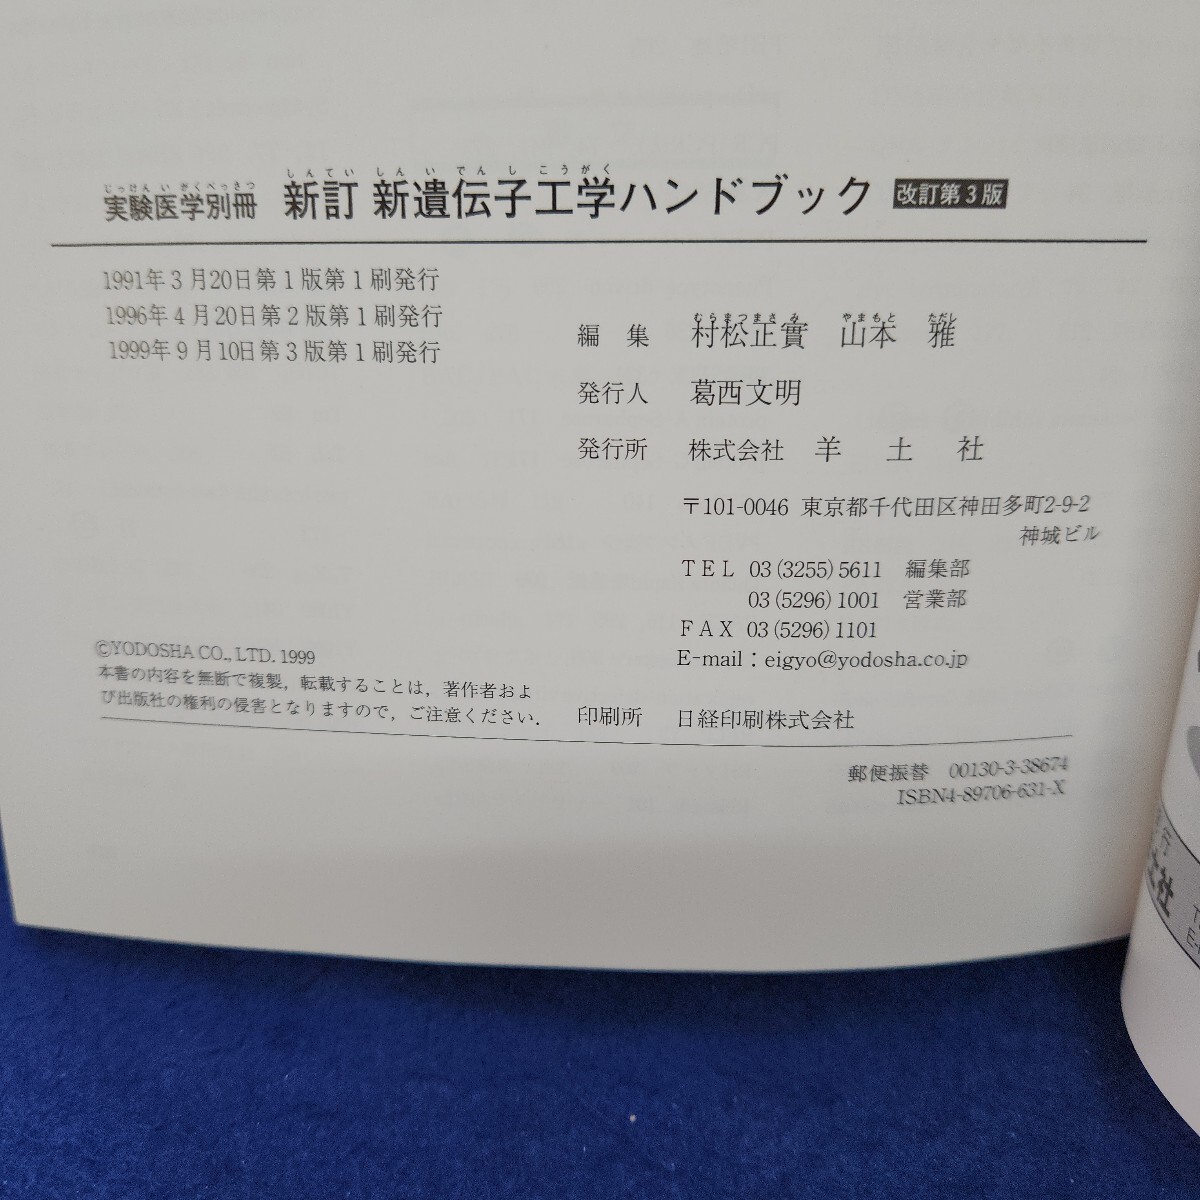 じっけん い がくべっさつ しんてい しん い でん し こうがく
実験医学別冊 新訂 新遺伝子工学ハンドブック 改訂第3版
1991年3月20日第1版第1刷発行
1996年4月20日第2版第1刷発行
1999年9月10日第3版第1刷発行
むらまつまさ み やまもと ただし
編 集 村松正實 山本 雅
発行人 葛西文明
発行所 株式会社 羊 土 社
〒101-0046 東京都千代田区神田多町2-9-2
神城ビル
TEL 03(3255)5611 編集部
03(5296)1001 営業部
FAX 03(5296)1101
E-mail：eigyo@yodosha.co.jp
©YODOSHA CO., LTD. 1999
本書の内容を無断で複製，転載することは，著作者およ
び出版社の権利の侵害となりますので，ご注意ください．
印刷所 日経印刷株式会社
郵便振替 00130-3-38674
ISBN4-89706-631-X